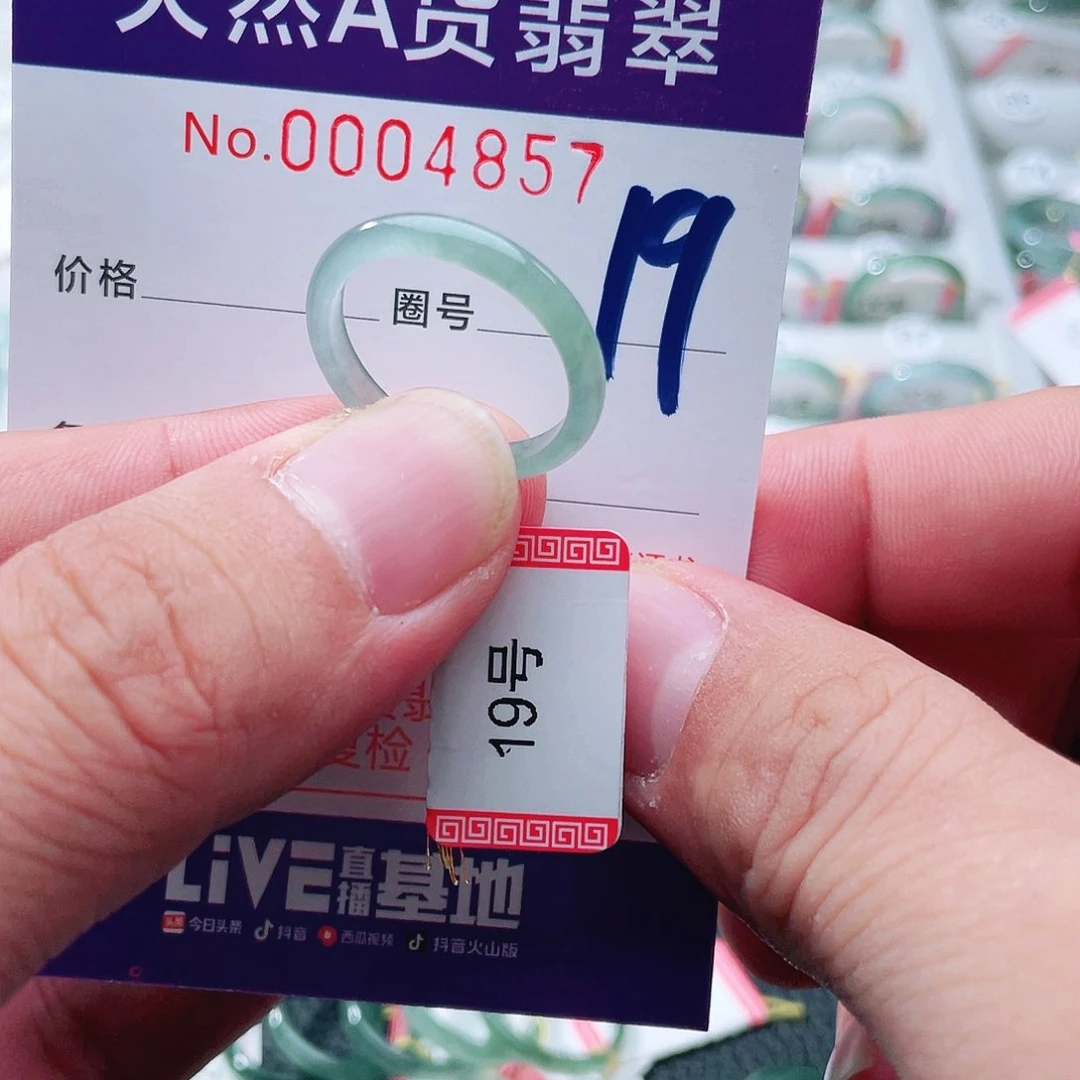 天然A货翡翠
No.0004857
19
价格
圈号
19号
复检
LiVE直播基地
今日头条 抖音 西瓜视频 抖音火山版